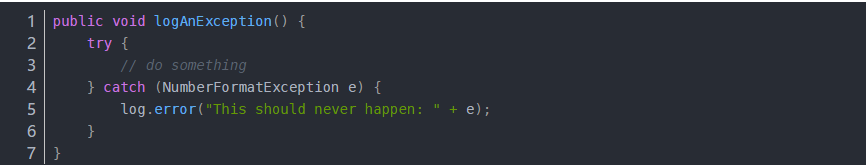 1 public void logAnException() {
2     try {
3         // do something
4     } catch (NumberFormatException e) {
5         log.error("This should never happen: " + e);
6     }
7 }